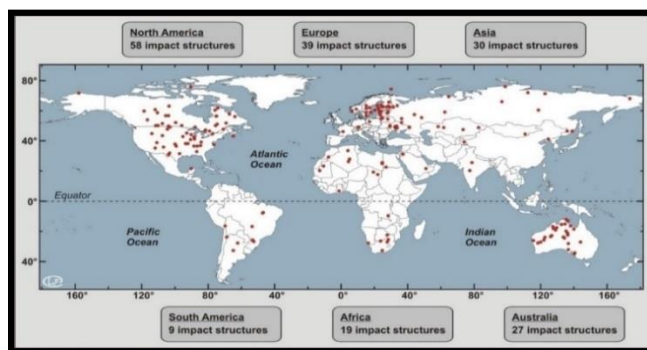 North America
58 impact structures
Europe
39 impact structures
Asia
30 impact structures
80°
40°
Atlantic
Ocean
Equator
0°
Pacific
Ocean
Indian
Ocean
40°
160° 120° 80° 40° 0° 40° 80° 120° 160°
South America
9 impact structures
Africa
19 impact structures
Australia
27 impact structures